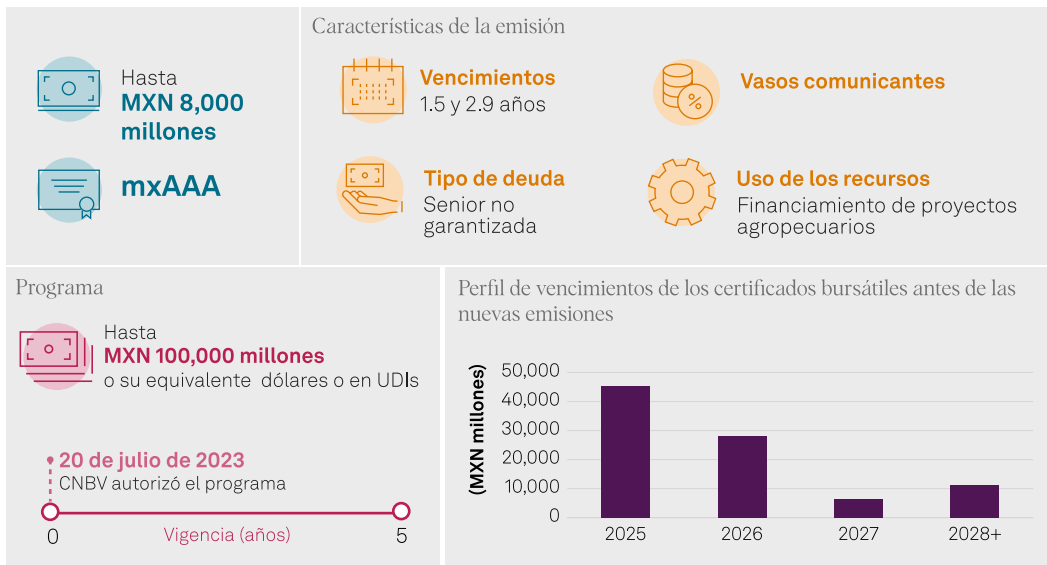 Hasta
MXN 8,000
millones
mxAAA
Características de la emisión
Vencimientos
1.5 y 2.9 años
Vasos comunicantes
Tipo de deuda
Senior no
garantizada
Uso de los recursos
Financiamiento de proyectos
agropecuarios
Programa
Hasta
MXN 100,000 millones
o su equivalente dólares o en UDIs
20 de julio de 2023
CNBV autorizó el programa
0
Vigencia (años)
5
Perfil de vencimientos de los certificados bursátiles antes de las
nuevas emisiones
(MXN millones)
50,000
40,000
30,000
20,000
10,000
0
2025
2026
2027
2028+